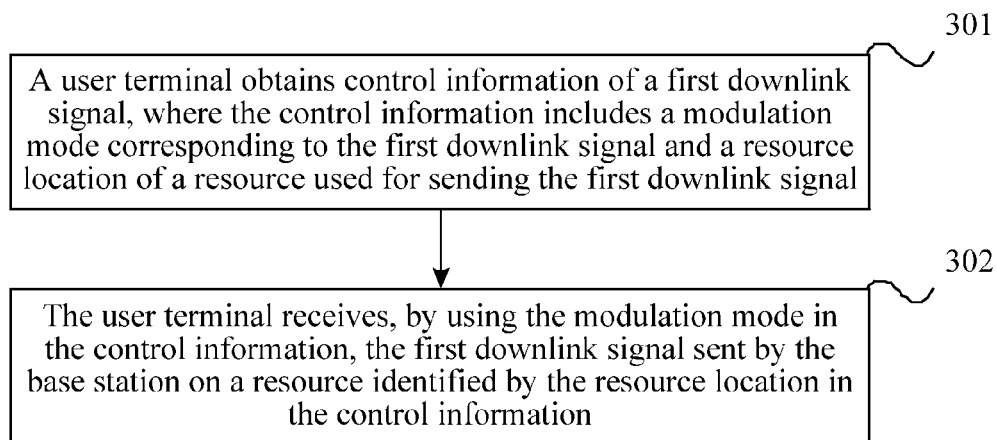 301
A user terminal obtains control information of a first downlink
signal, where the control information includes a modulation
mode corresponding to the first downlink signal and a resource
location of a resource used for sending the first downlink signal
302
The user terminal receives, by using the modulation mode in
the control information, the first downlink signal sent by the
base station on a resource identified by the resource location in
the control information